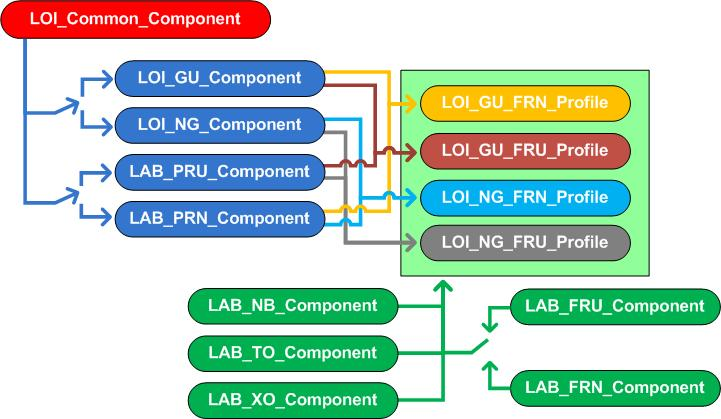 LOI_Common_Component
LOI_GU_Component
LOI_NG_Component
LAB_PRU_Component
LAB_PRN_Component
LOI_GU_FRN_Profile
LOI_GU_FRU_Profile
LOI_NG_FRN_Profile
LOI_NG_FRU_Profile
LAB_NB_Component
LAB_TO_Component
LAB_XO_Component
LAB_FRU_Component
LAB_FRN_Component